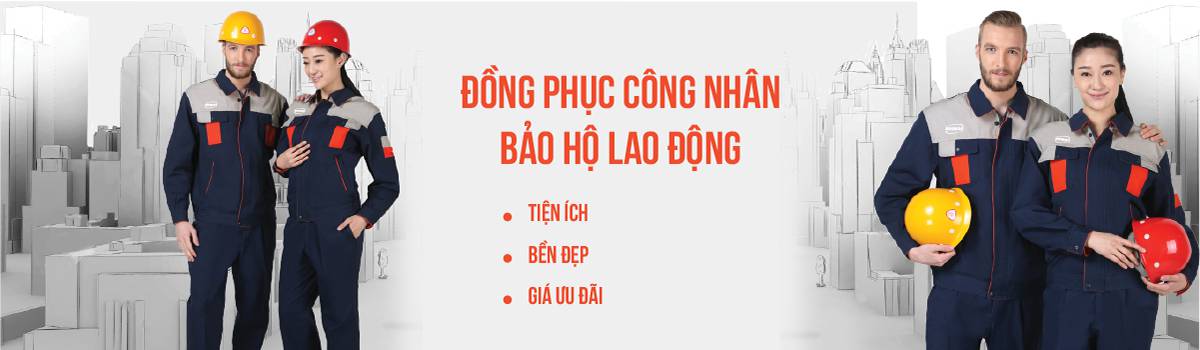 ĐỒNG PHỤC CÔNG NHÂN
BẢO HỘ LAO ĐỘNG
TIỆN ÍCH
BỀN ĐẸP
GIÁ ƯU ĐÃI